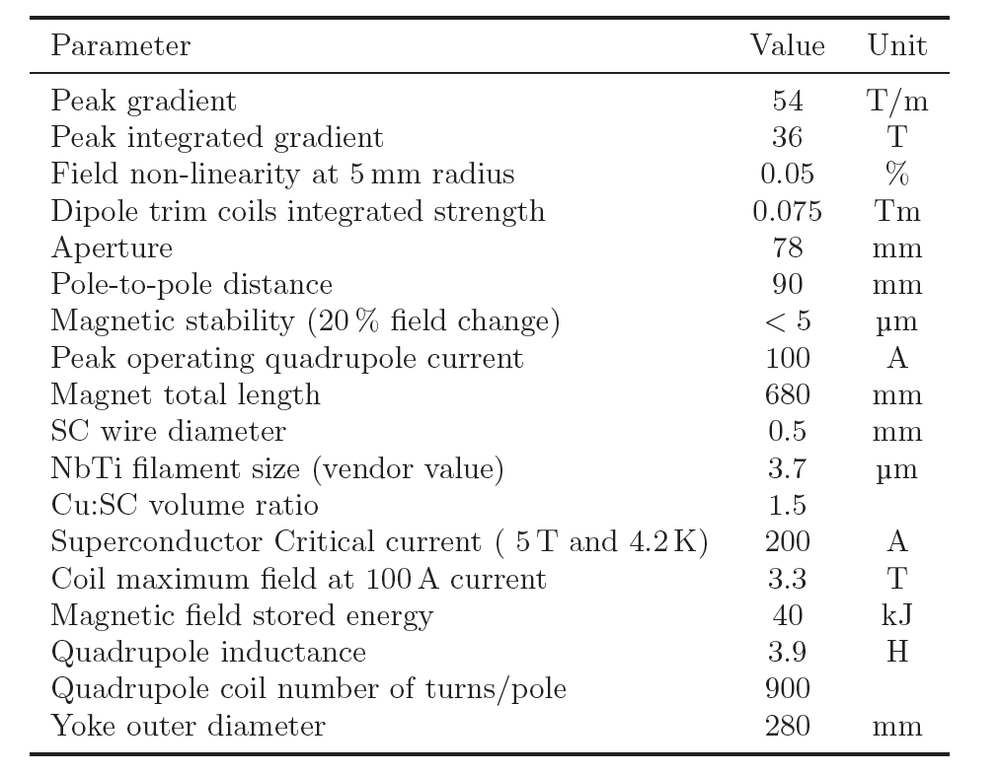 Parameter Value Unit
Peak gradient 54 T/m
Peak integrated gradient 36 T
Field non-linearity at 5 mm radius 0.05 %
Dipole trim coils integrated strength 0.075 Tm
Aperture 78 mm
Pole-to-pole distance 90 mm
Magnetic stability (20 % field change) < 5 µm
Peak operating quadrupole current 100 A
Magnet total length 680 mm
SC wire diameter 0.5 mm
NbTi filament size (vendor value) 3.7 µm
Cu:SC volume ratio 1.5
Superconductor Critical current ( 5 T and 4.2 K) 200 A
Coil maximum field at 100 A current 3.3 T
Magnetic field stored energy 40 kJ
Quadrupole inductance 3.9 H
Quadrupole coil number of turns/pole 900
Yoke outer diameter 280 mm